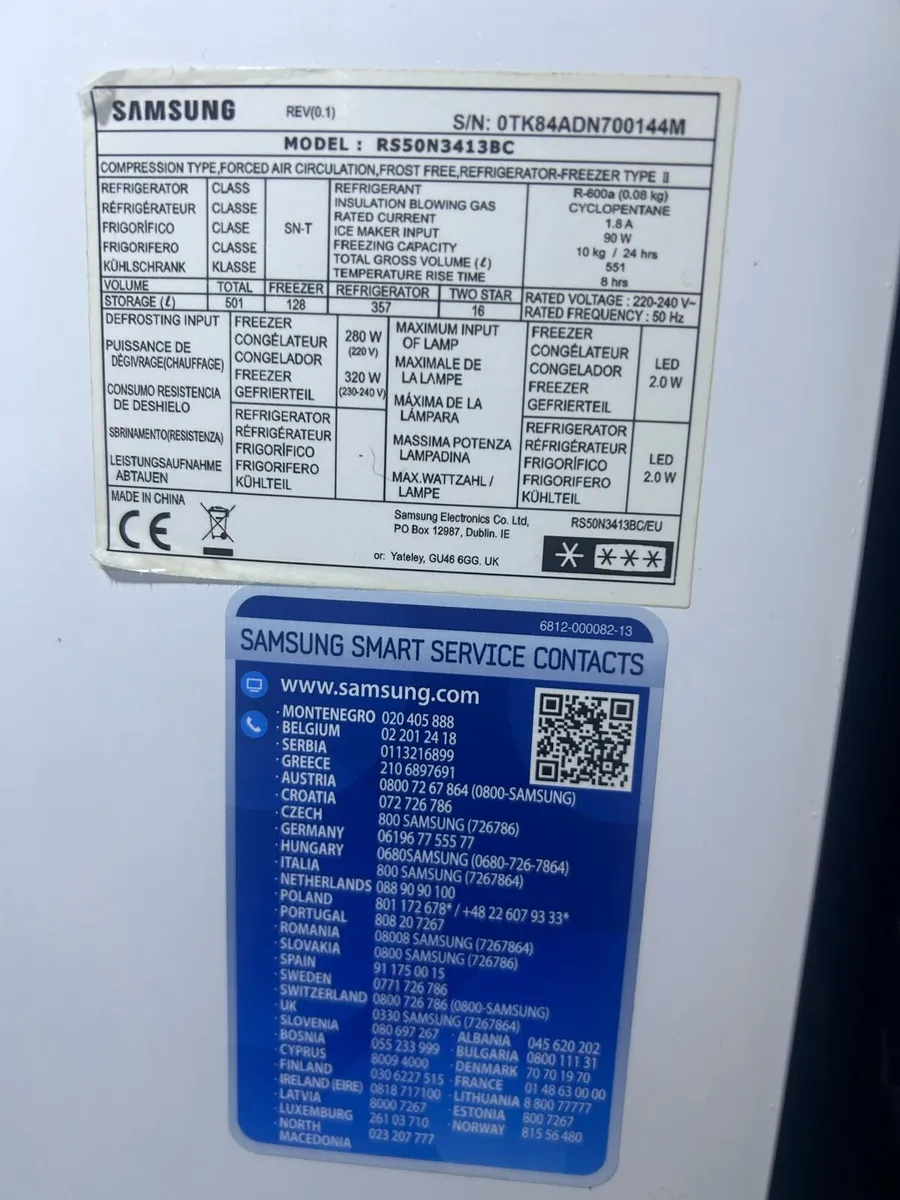 SAMSUNG REV(0.1) S/N: 0TK84ADN700144M
MODEL : RS50N3413BC
COMPRESSION TYPE,FORCED AIR CIRCULATION,FROST FREE,REFRIGERATOR-FREEZER TYPE II
REFRIGERATOR CLASS
RÉFRIGÉRATEUR CLASSE
FRIGORÍFICO CLASE
FRIGORIFERO CLASSE
KÜHLSCHRANK KLASSE
SN-T
REFRIGERANT R-600a (0.08 kg)
INSULATION BLOWING GAS CYCLOPENTANE
RATED CURRENT 1.8 A
ICE MAKER INPUT 90 W
FREEZING CAPACITY 10 kg / 24 hrs
TOTAL GROSS VOLUME (ℓ) 551
TEMPERATURE RISE TIME 8 hrs
VOLUME TOTAL FREEZER REFRIGERATOR TWO STAR
STORAGE (ℓ) 501 128 357 16
RATED VOLTAGE : 220-240 V~
RATED FREQUENCY : 50 Hz
DEFROSTING INPUT
PUISSANCE DE
DÉGIVRAGE(CHAUFFAGE)
CONSUMO RESISTENCIA
DE DESHIELO
SBRINAMENTO(RESISTENZA)
LEISTUNGSAUFNAHME
ABTAUEN
FREEZER
CONGÉLATEUR
CONGELADOR
FREEZER
GEFRIERTEIL
280 W
(220 V)
320 W
(230-240 V)
REFRIGERATOR
RÉFRIGÉRATEUR
FRIGORÍFICO
FRIGORIFERO
KÜHLTEIL
-
MAXIMUM INPUT
OF LAMP
MAXIMALE DE
LA LAMPE
MÁXIMA DE LA
LÁMPARA
MASSIMA POTENZA
LAMPADINA
MAX.WATTZAHL /
LAMPE
FREEZER
CONGÉLATEUR
CONGELADOR
FREEZER
GEFRIERTEIL
LED
2.0 W
REFRIGERATOR
RÉFRIGÉRATEUR
FRIGORÍFICO
FRIGORIFERO
KÜHLTEIL
LED
2.0 W
MADE IN CHINA
CE
Samsung Electronics Co. Ltd,
PO Box 12987, Dublin. IE
or: Yateley, GU46 6GG. UK
RS50N3413BC/EU
6812-000082-13
SAMSUNG SMART SERVICE CONTACTS
www.samsung.com
· MONTENEGRO 020 405 888
· BELGIUM 02 201 24 18
· SERBIA 0113216899
· GREECE 210 6897691
· AUSTRIA 0800 72 67 864 (0800-SAMSUNG)
· CROATIA 072 726 786
· CZECH 800 SAMSUNG (726786)
· GERMANY 06196 77 555 77
· HUNGARY 0680SAMSUNG (0680-726-7864)
· ITALIA 800 SAMSUNG (7267864)
· NETHERLANDS 088 90 90 100
· POLAND 801 172 678* / +48 22 607 93 33*
· PORTUGAL 808 20 7267
· ROMANIA 08008 SAMSUNG (7267864)
· SLOVAKIA 0800 SAMSUNG (726786)
· SPAIN 91 175 00 15
· SWEDEN 0771 726 786
· SWITZERLAND 0800 726 786 (0800-SAMSUNG)
· UK 0330 SAMSUNG (7267864)
· SLOVENIA 080 697 267 · ALBANIA 045 620 202
· BOSNIA 055 233 999 · BULGARIA 0800 111 31
· CYPRUS 8009 4000 · DENMARK 70 70 19 70
· FINLAND 030 6227 515 · FRANCE 01 48 63 00 00
· IRELAND (EIRE) 0818 717100 · LITHUANIA 8 800 77777
· LATVIA 8000 7267 · ESTONIA 800 7267
· LUXEMBURG 261 03 710 · NORWAY 815 56 480
· NORTH
MACEDONIA 023 207 777